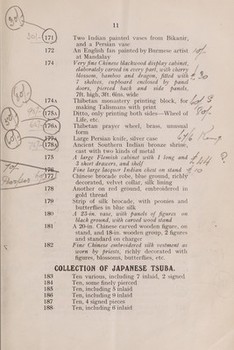 11
171 Two Indian painted vases from Bikanir,
and a Persian vase
172 An English fan painted by Burmese artist
at Mandalay
174 Very fine Chinese blackwood display cabinet,
elaborately carved in every part, with cherry
blossom, bamboo and dragon, fitted with
7 shelves, cupboard enclosed by panel
doors, pierced back and side panels,
7ft. high, 3ft. 6ins. wide
174a Thibetan monastery printing block, for
making Talismans with print
Ditto, only printing both sides—Wheel of
Life, etc.
176a Thibetan prayer wheel, brass, unusual
form
Large Persian knife, silver case
Ancient Southern Indian bronze shrine,
cast with two kinds of metal
175 A large Flemish cabinet with 1 long and
3 short drawers, and shelf
176 Fine large lacquer Indian chest on stand
177 Chinese brocade robe, blue ground, richly
decorated, velvet collar, silk lining
178 Another on red ground, embroidered to
gold thread
179 Strip of silk brocade, with peonies and
butterflies in blue silk
180 A 25-in. vase, with panels of figures on
black ground, with carved wood stand
181 A 20-in. Chinese carved wooden figure, on
stand, and 18-in. wooden group, 2 figures
and standard on charger
182 Fine Chinese embroidered silk vestment as
worn by priests, richly decorated with
figures, blossoms, butterflies, etc.
COLLECTION OF JAPANESE TSUBA.
183 Ten various, including 7 inlaid, 2 signed
184 Ten, some finely pierced
185 Ten, including 5 inlaid
186 Ten, including 9 inlaid
187 Ten, 4 signed pieces
188 Ten, including 6 inlaid